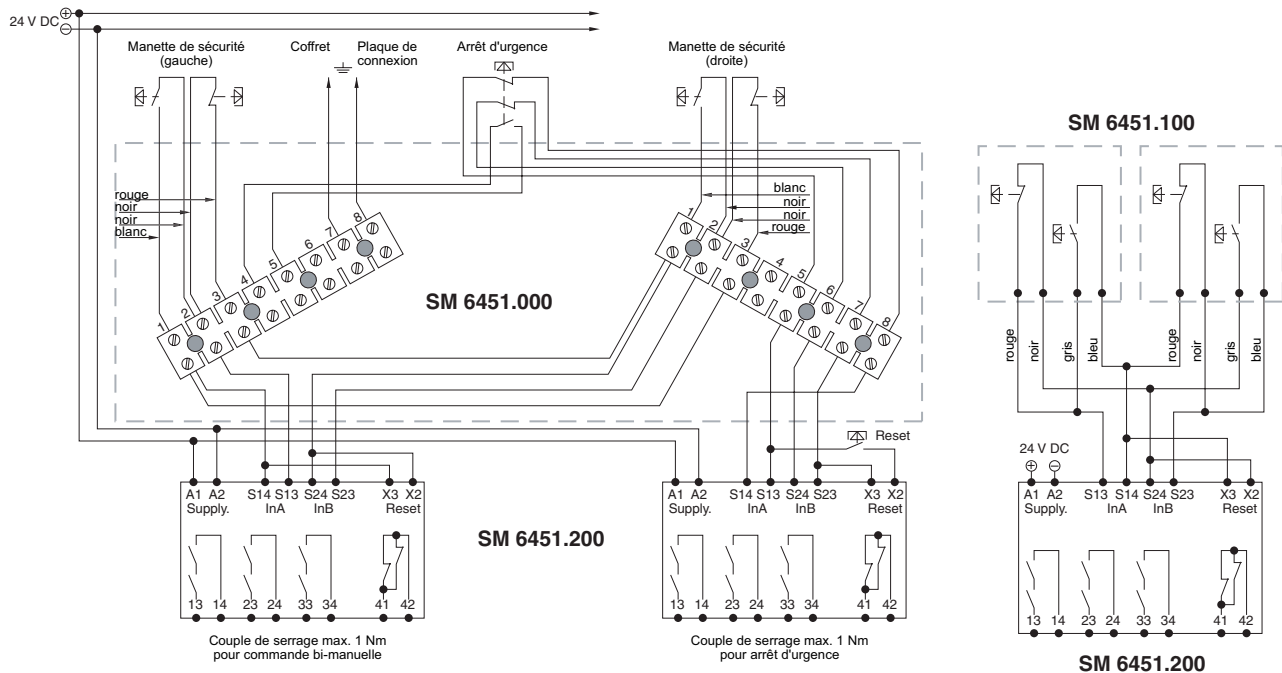 24 V DC
Manette de sécurité
(gauche)
Coffret
Plaque de
connexion
Arrêt d'urgence
Manette de sécurité
(droite)
SM 6451.100
rouge
noir
noir
blanc
1 2 3 4 5 6 7 8
SM 6451.000
blanc
noir
noir
rouge
1 2 3 4 5 6 7 8
rouge
noir
gris
bleu
rouge
noir
gris
bleu
Reset
24 V DC
A1 A2 S14 S13 S24 S23 X3 X2
Supply. InA InB Reset
13 14 23 24 33 34 41 42
Couple de serrage max. 1 Nm
pour commande bi-manuelle
SM 6451.200
A1 A2 S14 S13 S24 S23 X3 X2
Supply. InA InB Reset
13 14 23 24 33 34 41 42
Couple de serrage max. 1 Nm
pour arrêt d'urgence
A1 A2 S13 S14 S24 S23 X3 X2
Supply. InA InB Reset
13 14 23 24 33 34 41 42
SM 6451.200